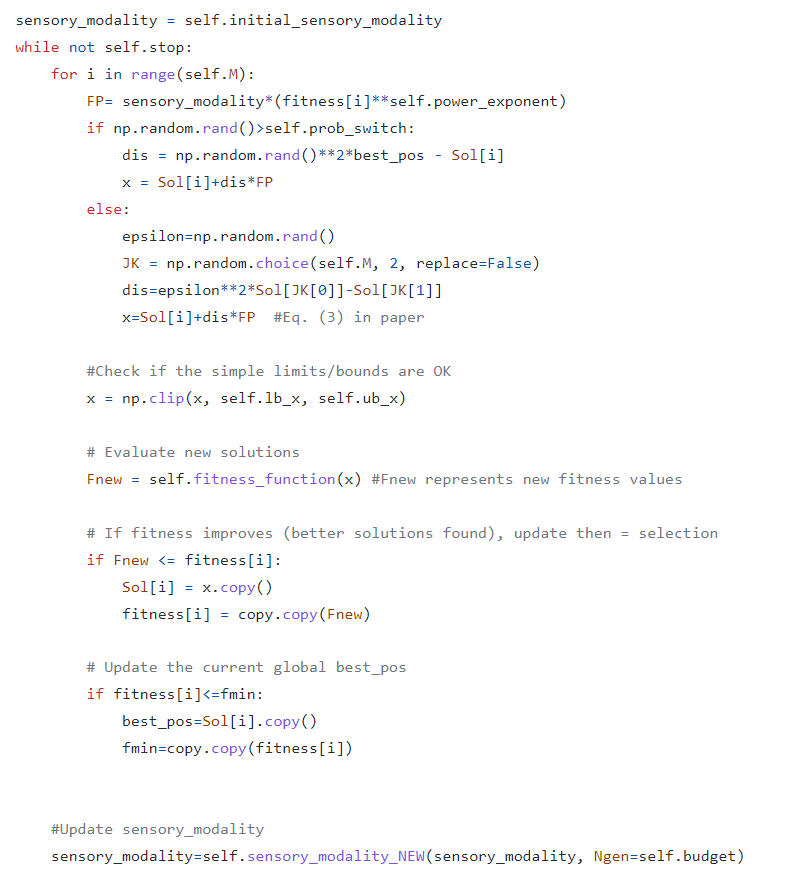 sensory_modality = self.initial_sensory_modality
while not self.stop:
    for i in range(self.M):
        FP= sensory_modality*(fitness[i]**self.power_exponent)
        if np.random.rand()>self.prob_switch:
            dis = np.random.rand()**2*best_pos - Sol[i]
            x = Sol[i]+dis*FP
        else:
            epsilon=np.random.rand()
            JK = np.random.choice(self.M, 2, replace=False)
            dis=epsilon**2*Sol[JK[0]]-Sol[JK[1]]
            x=Sol[i]+dis*FP  #Eq. (3) in paper

        #Check if the simple limits/bounds are OK
        x = np.clip(x, self.lb_x, self.ub_x)

        # Evaluate new solutions
        Fnew = self.fitness_function(x) #Fnew represents new fitness values

        # If fitness improves (better solutions found), update then = selection
        if Fnew <= fitness[i]:
            Sol[i] = x.copy()
            fitness[i] = copy.copy(Fnew)

        # Update the current global best_pos
        if fitness[i]<=fmin:
            best_pos=Sol[i].copy()
            fmin=copy.copy(fitness[i])

    #Update sensory_modality
    sensory_modality=self.sensory_modality_NEW(sensory_modality, Ngen=self.budget)